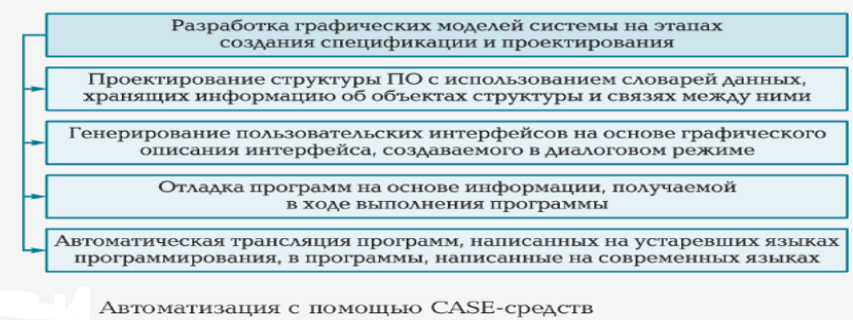 Разработка графических моделей системы на этапах
создания спецификации и проектирования
Проектирование структуры ПО с использованием словарей данных,
хранящих информацию об объектах структуры и связях между ними
Генерирование пользовательских интерфейсов на основе графического
описания интерфейса, создаваемого в диалоговом режиме
Отладка программ на основе информации, получаемой
в ходе выполнения программы
Автоматическая трансляция программ, написанных на устаревших языках
программирования, в программы, написанные на современных языках
Автоматизация с помощью CASE-средств